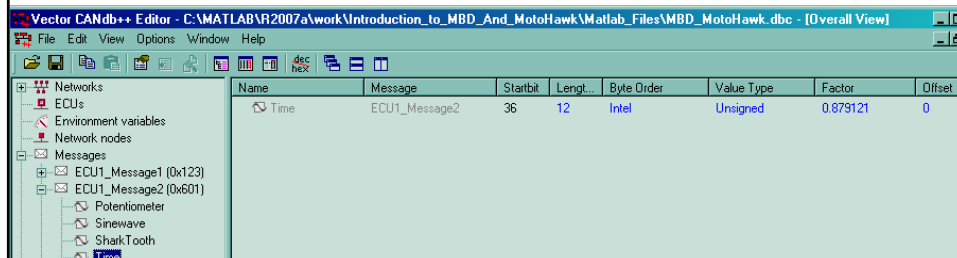 Vector CANdb++ Editor - C:\MATLAB\R2007a\work\Introduction_to_MBD_And_MotoHawk\Matlab_Files\MBD_MotoHawk.dbc - [Overall View]
File Edit View Options Window Help
dec
hex
Networks
ECUs
Environment variables
Network nodes
Messages
ECU1_Message1 (0x123)
ECU1_Message2 (0x601)
Potentiometer
Sinewave
SharkTooth
Time
Name Message Startbit Lengt... Byte Order Value Type Factor Offset
Time ECU1_Message2 36 12 Intel Unsigned 0.879121 0